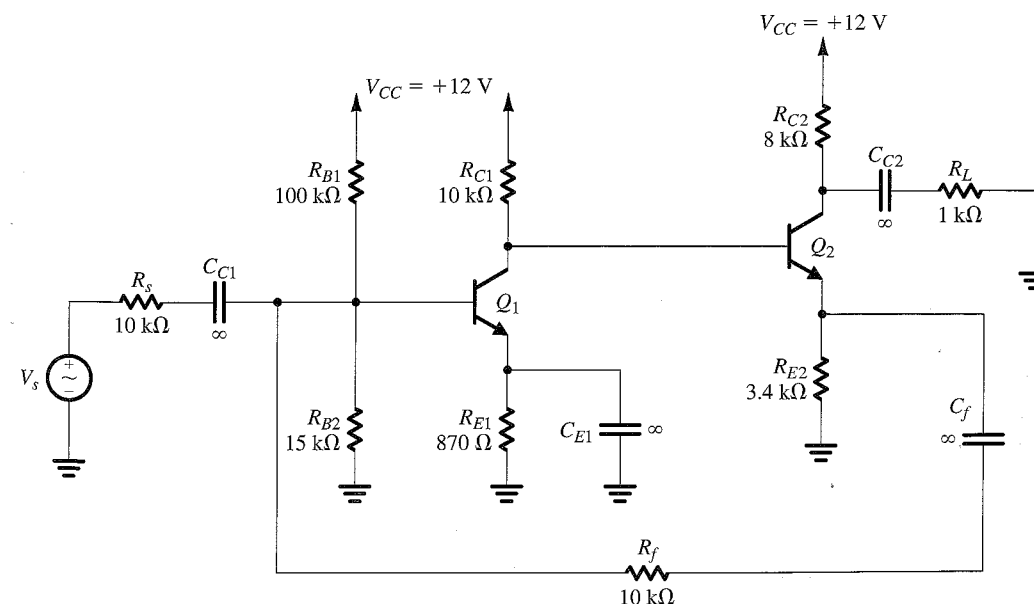 V_CC = +12 V
V_CC = +12 V
R_C2
8 kΩ
C_C2
∞
R_L
1 kΩ
R_B1
100 kΩ
R_C1
10 kΩ
Q_2
R_s
10 kΩ
C_C1
∞
Q_1
V_s
+
~
−
R_B2
15 kΩ
R_E1
870 Ω
C_E1
∞
R_E2
3.4 kΩ
C_f
∞
R_f
10 kΩ